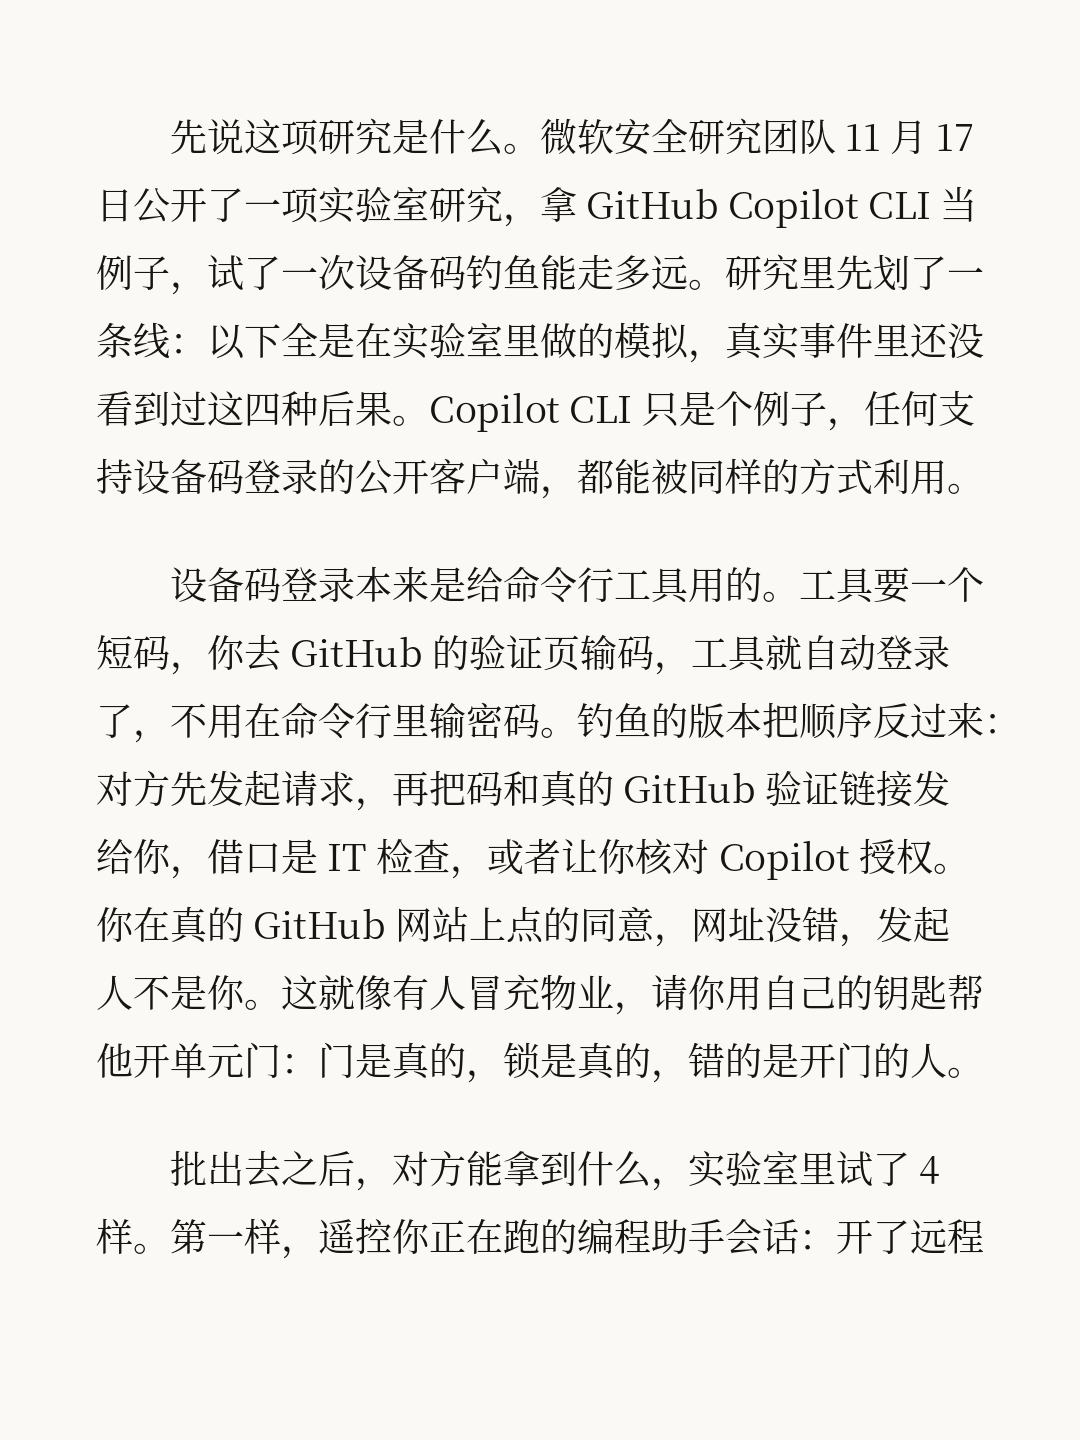 先说这项研究是什么。微软安全研究团队 11 月 17
日公开了一项实验室研究，拿 GitHub Copilot CLI 当
例子，试了一次设备码钓鱼能走多远。研究里先划了一
条线：以下全是在实验室里做的模拟，真实事件里还没
看到过这四种后果。Copilot CLI 只是个例子，任何支
持设备码登录的公开客户端，都能被同样的方式利用。
设备码登录本来是给命令行工具用的。工具要一个
短码，你去 GitHub 的验证页输码，工具就自动登录
了，不用在命令行里输密码。钓鱼的版本把顺序反过来：
对方先发起请求，再把码和真的 GitHub 验证链接发
给你，借口是 IT 检查，或者让你核对 Copilot 授权。
你在真的 GitHub 网站上点的同意，网址没错，发起
人不是你。这就像有人冒充物业，请你用自己的钥匙帮
他开单元门：门是真的，锁是真的，错的是开门的人。
批出去之后，对方能拿到什么，实验室里试了 4
样。第一样，遥控你正在跑的编程助手会话：开了远程